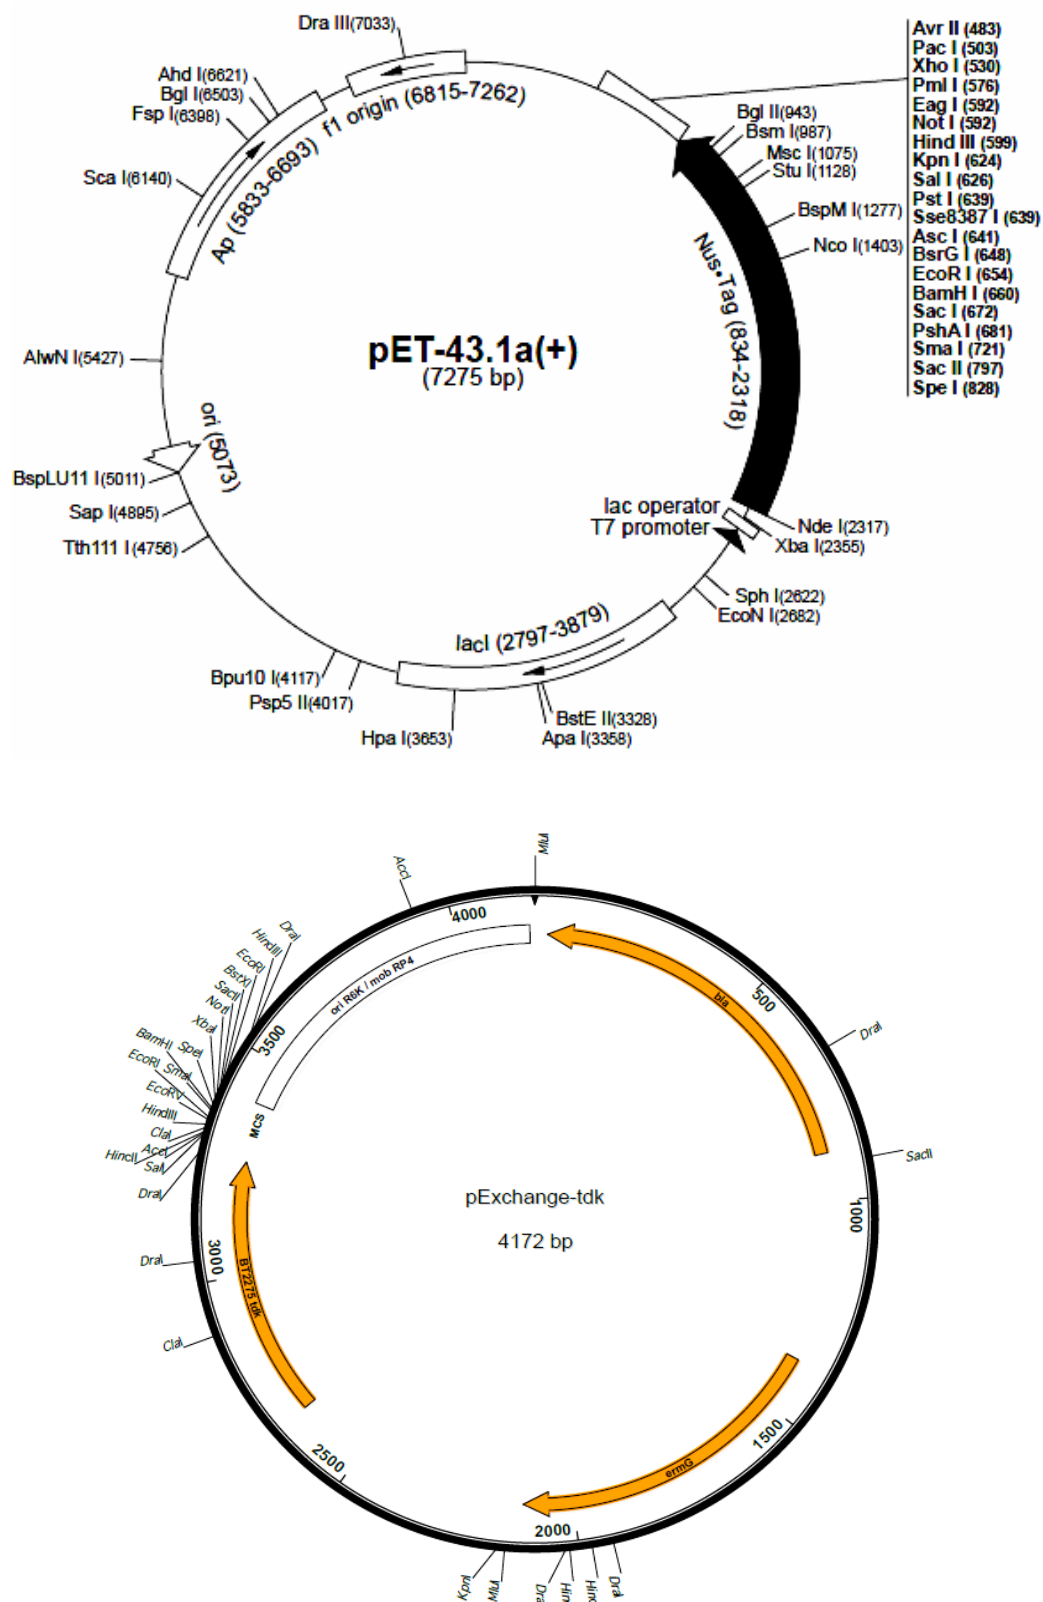 Dra III(7033)
Ahd I(6621)
Bgl I(6503)
Fsp I(6398)
Sca I(6140)
f1 origin (6815-7262)
Ap (5833-6693)
AlwN I(5427)
ori (5073)
BspLU11 I(5011)
Sap I(4895)
Tth111 I(4756)
Bpu10 I(4117)
Psp5 II(4017)
Hpa I(3653)
Apa I(3358)
BstE II(3328)
lacI (2797-3879)
EcoN I(2682)
Sph I(2622)
Xba I(2355)
Nde I(2317)
lac operator
T7 promoter
Nus•Tag (834-2318)
Nco I(1403)
BspM I(1277)
Stu I(1128)
Msc I(1075)
Bsm I(987)
Bgl II(943)
pET-43.1a(+)
(7275 bp)
Avr II (483)
Pac I (503)
Xho I (530)
Pml I (576)
Eag I (592)
Not I (592)
Hind III (599)
Kpn I (624)
Sal I (626)
Pst I (639)
Sse8387 I (639)
Asc I (641)
BsrG I (648)
EcoR I (654)
BamH I (660)
Sac I (672)
PshA I (681)
Sma I (721)
Sac II (797)
Spe I (828)
MluI
AccI
4000
DraI
HindIII
EcoRI
BstXI
SacII
NotI
XbaI
SpeI
BamHI
SmaI
EcoRI
EcoRV
HindIII
ClaI
AccI
HincII
SalI
DraI
DraI
ClaI
3500
ori R6K / mob RP4
MCS
bla
500
DraI
SacII
1000
pExchange-tdk
4172 bp
3000
BT2275 tdk
2500
ermG
1500
2000
KpnI
MluI
DraI
DraI